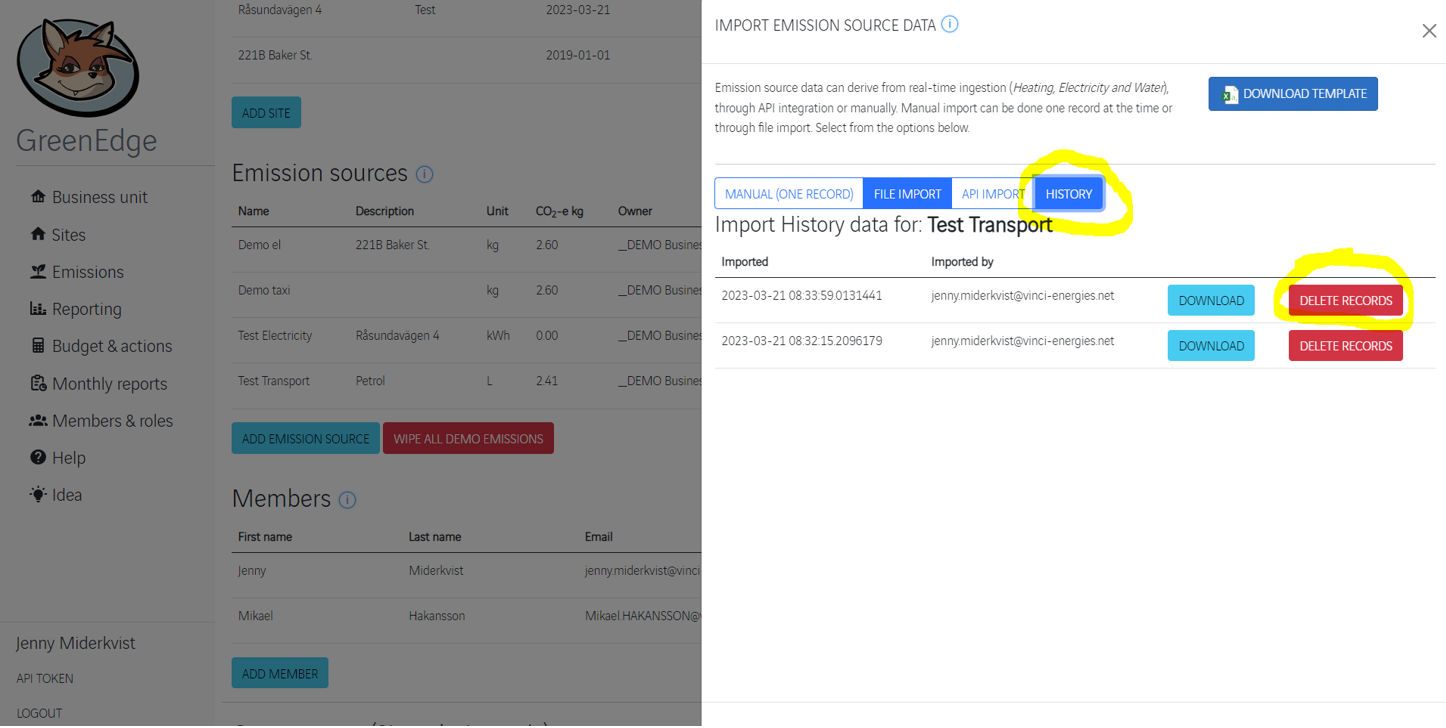 GreenEdge
Business unit
Sites
Emissions
Reporting
Budget & actions
Monthly reports
Members & roles
Help
Idea
Jenny Miderkvist
API TOKEN
LOGOUT
Råsundavägen 4 Test 2023-03-21
221B Baker St. 2019-01-01
ADD SITE
Emission sources
Name Description Unit CO₂-e kg Owner
Demo el 221B Baker St. kg 2.60 __DEMO Busines
Demo taxi kg 2.60 __DEMO Busines
Test Electricity Råsundavägen 4 kWh 0.00 __DEMO Busines
Test Transport Petrol L 2.41 __DEMO Busines
ADD EMISSION SOURCE WIPE ALL DEMO EMISSIONS
Members
First name Last name Email
Jenny Miderkvist jenny.miderkvist@vinci-
Mikael Hakansson Mikael.HAKANSSON@
ADD MEMBER
IMPORT EMISSION SOURCE DATA
Emission source data can derive from real-time ingestion (Heating, Electricity and Water),
through API integration or manually. Manual import can be done one record at the time or
through file import. Select from the options below.
DOWNLOAD TEMPLATE
MANUAL (ONE RECORD) FILE IMPORT API IMPORT HISTORY
Import History data for: Test Transport
Imported Imported by
2023-03-21 08:33:59.0131441 jenny.miderkvist@vinci-energies.net DOWNLOAD DELETE RECORDS
2023-03-21 08:32:15.2096179 jenny.miderkvist@vinci-energies.net DOWNLOAD DELETE RECORDS